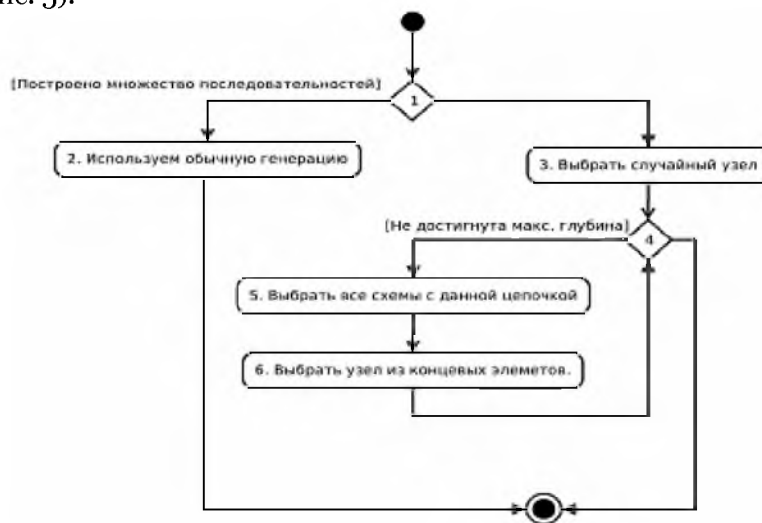 [Построено множество последовательностей]
1
2. Используем обычную генерацию
3. Выбрать случайный узел
[Не достигнута макс. глубина]
4
5. Выбрать все схемы с данной цепочкой
6. Выбрать узел из концевых элеметов.